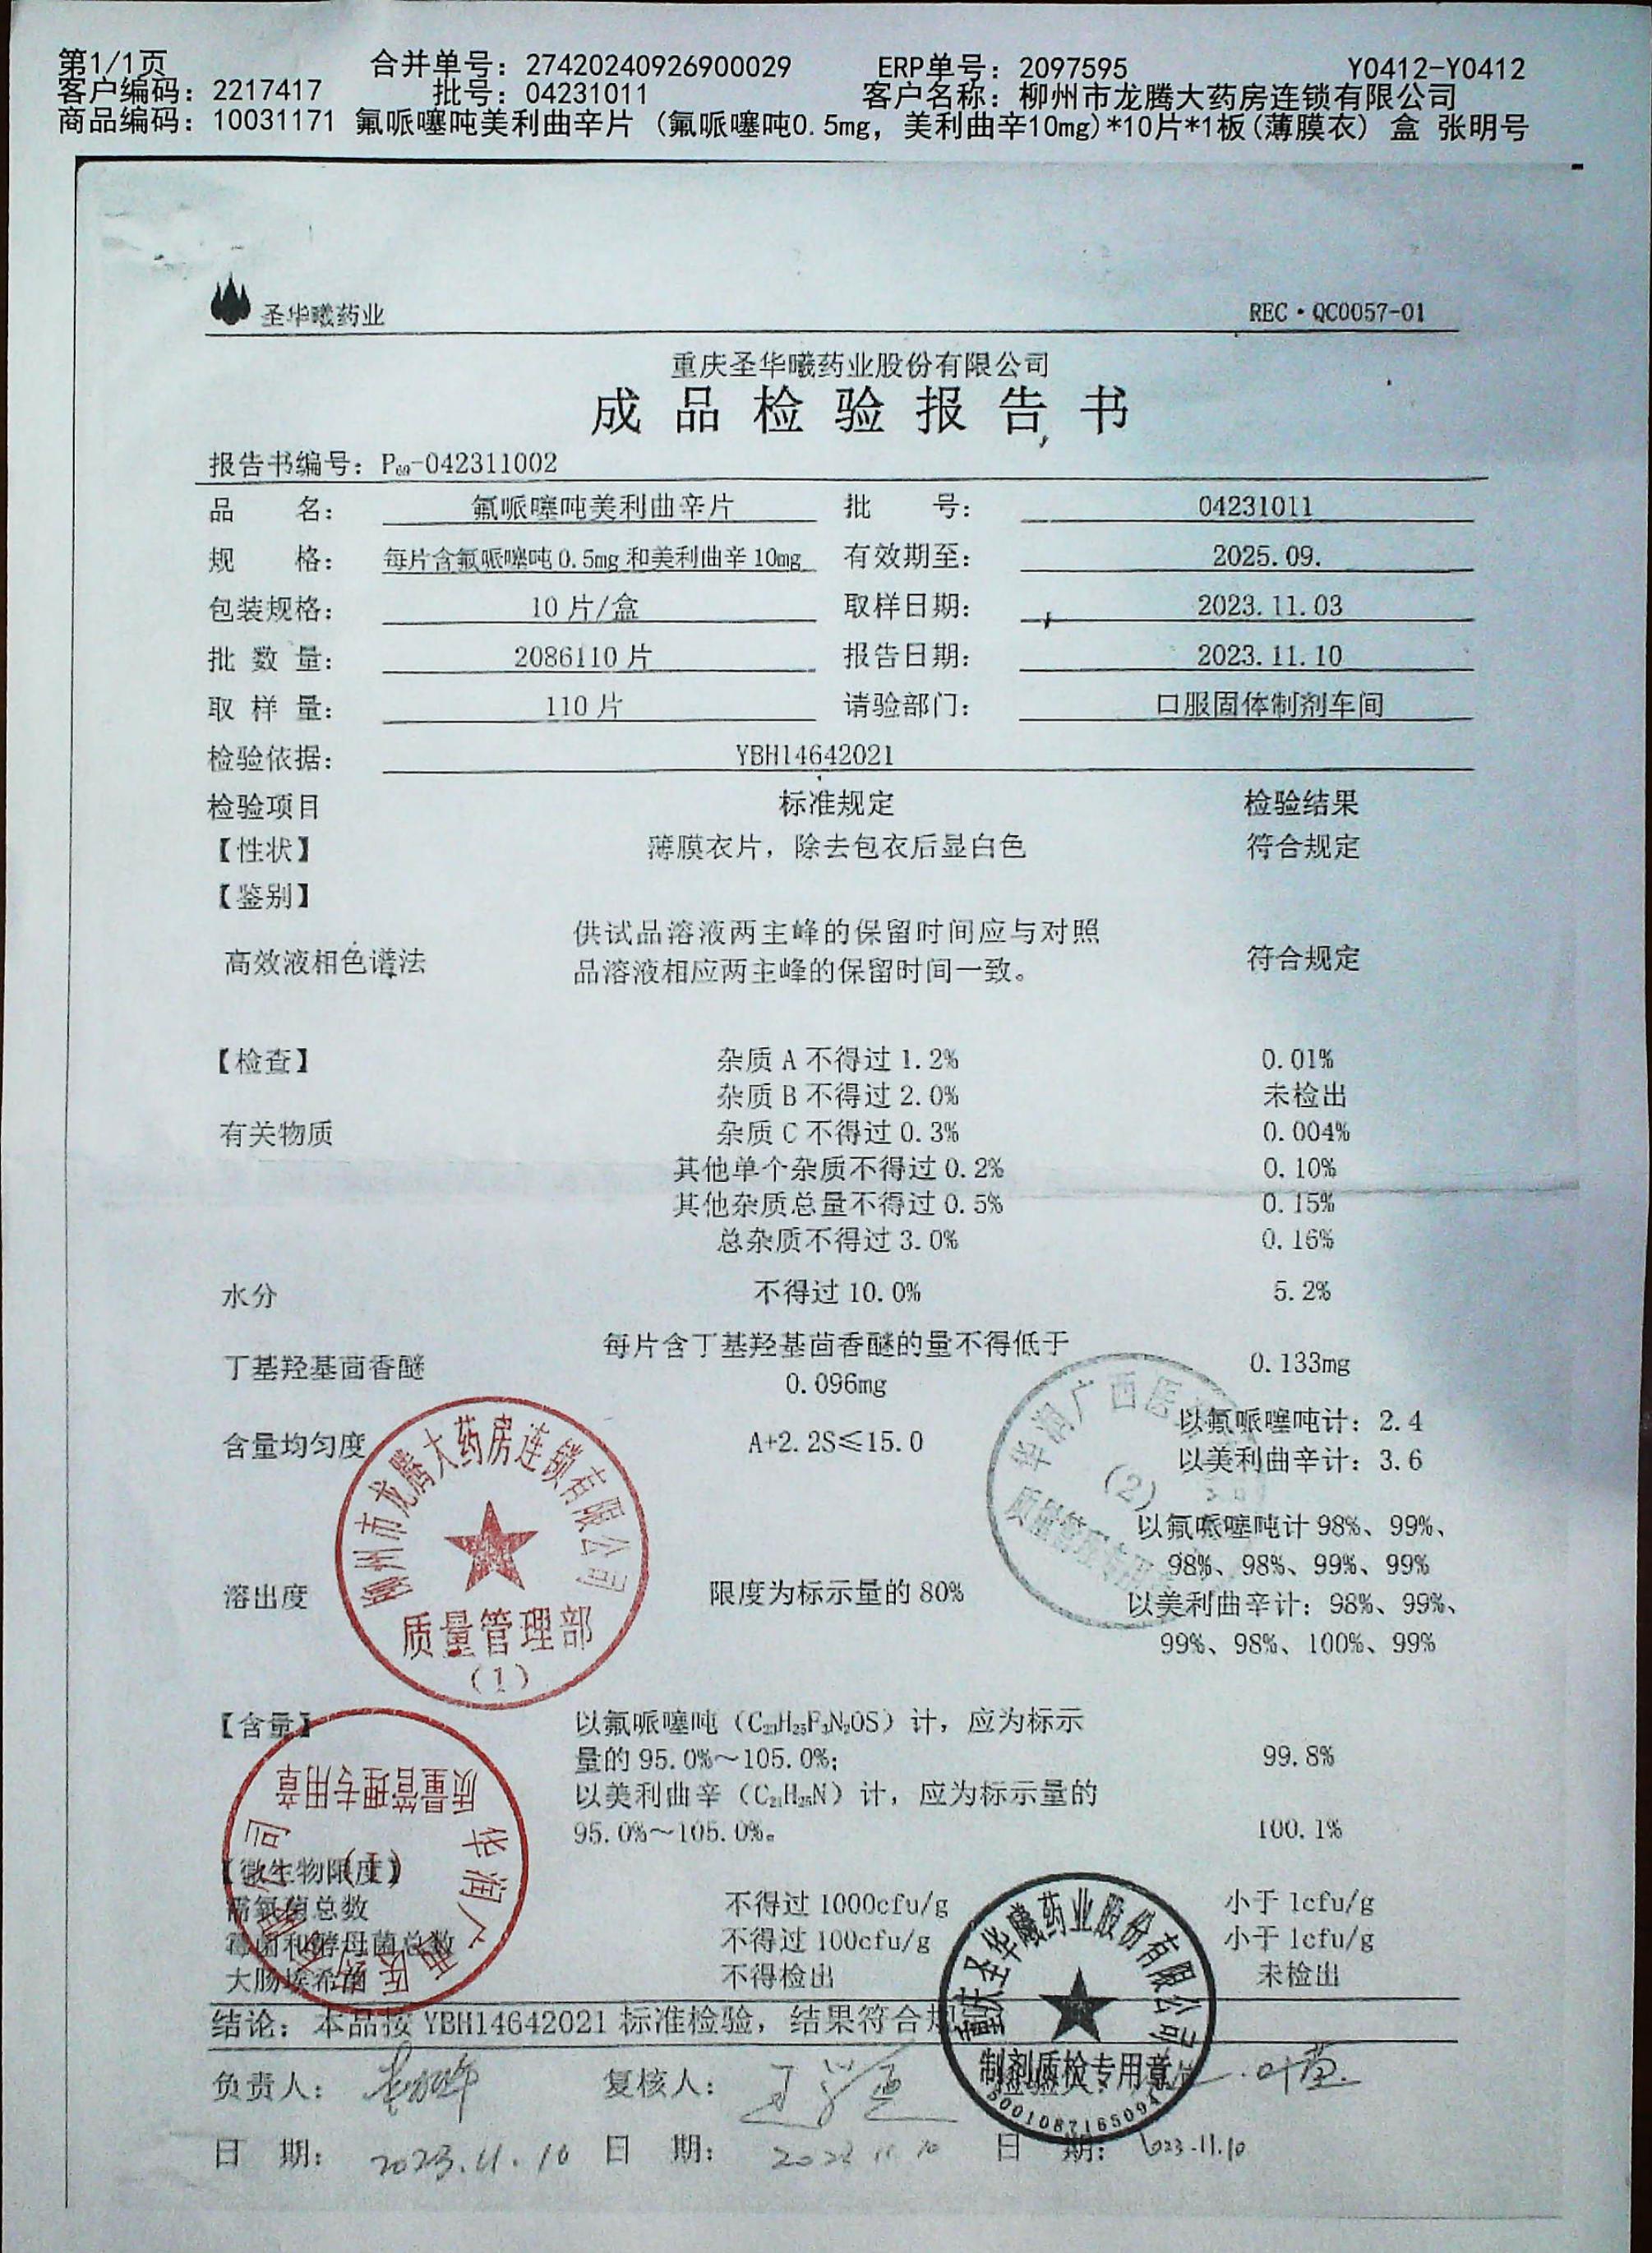 第1/1页 合并单号：27420240926900029 ERP单号：2097595 Y0412-Y0412
客户编码：2217417 批号：04231011 客户名称：柳州市龙腾大药房连锁有限公司
商品编码：10031171 氟哌噻吨美利曲辛片 (氟哌噻吨0.5mg，美利曲辛10mg)*10片*1板(薄膜衣) 盒 张明号
圣华曦药业 REC·QC0057-01
重庆圣华曦药业股份有限公司
成品检验报告书
报告书编号：P₆₀-042311002
品 名： 氟哌噻吨美利曲辛片 批 号： 04231011
规 格： 每片含氟哌噻吨0.5mg和美利曲辛10mg 有效期至： 2025.09.
包装规格： 10片/盒 取样日期： 2023.11.03
批 数 量： 2086110片 报告日期： 2023.11.10
取 样 量： 110片 请验部门： 口服固体制剂车间
检验依据： YBH14642021
检验项目 标准规定 检验结果
【性状】 薄膜衣片，除去包衣后显白色 符合规定
【鉴别】
供试品溶液两主峰的保留时间应与对照
高效液相色谱法 符合规定
品溶液相应两主峰的保留时间一致。
【检查】 杂质A不得过1.2% 0.01%
杂质B不得过2.0% 未检出
有关物质 杂质C不得过0.3% 0.004%
其他单个杂质不得过0.2% 0.10%
其他杂质总量不得过0.5% 0.15%
总杂质不得过3.0% 0.16%
水分 不得过10.0% 5.2%
每片含丁基羟基茴香醚的量不得低于
丁基羟基茴香醚 0.133mg
0.096mg
以氟哌噻吨计：2.4
含量均匀度 A+2.2S≤15.0
以美利曲辛计：3.6
以氟哌噻吨计98%、99%、
98%、98%、99%、99%
溶出度 限度为标示量的80%
以美利曲辛计：98%、99%、
99%、98%、100%、99%
柳州市龙腾大药房连锁有限公司
质量管理部
(1)
华润广西医
(2)
【含量】 以氟哌噻吨（C₂₃H₂₅F₃N₂OS）计，应为标示
量的95.0%～105.0%； 99.8%
以美利曲辛（C₂₁H₂₅N）计，应为标示量的
95.0%～105.0%。 100.1%
质量管理专用章
华润广西医
(1)
【微生物限度】
需氧菌总数 不得过1000cfu/g 小于1cfu/g
霉菌和酵母菌总数 不得过100cfu/g 小于1cfu/g
大肠埃希菌 不得检出 未检出
结论：本品按YBH14642021标准检验，结果符合规
重庆圣华曦药业股份有限公司
制剂质检专用章
负责人： 复核人：
日 期：2023.11.10 日 期：2023 11 10 日 期：2023.11.10